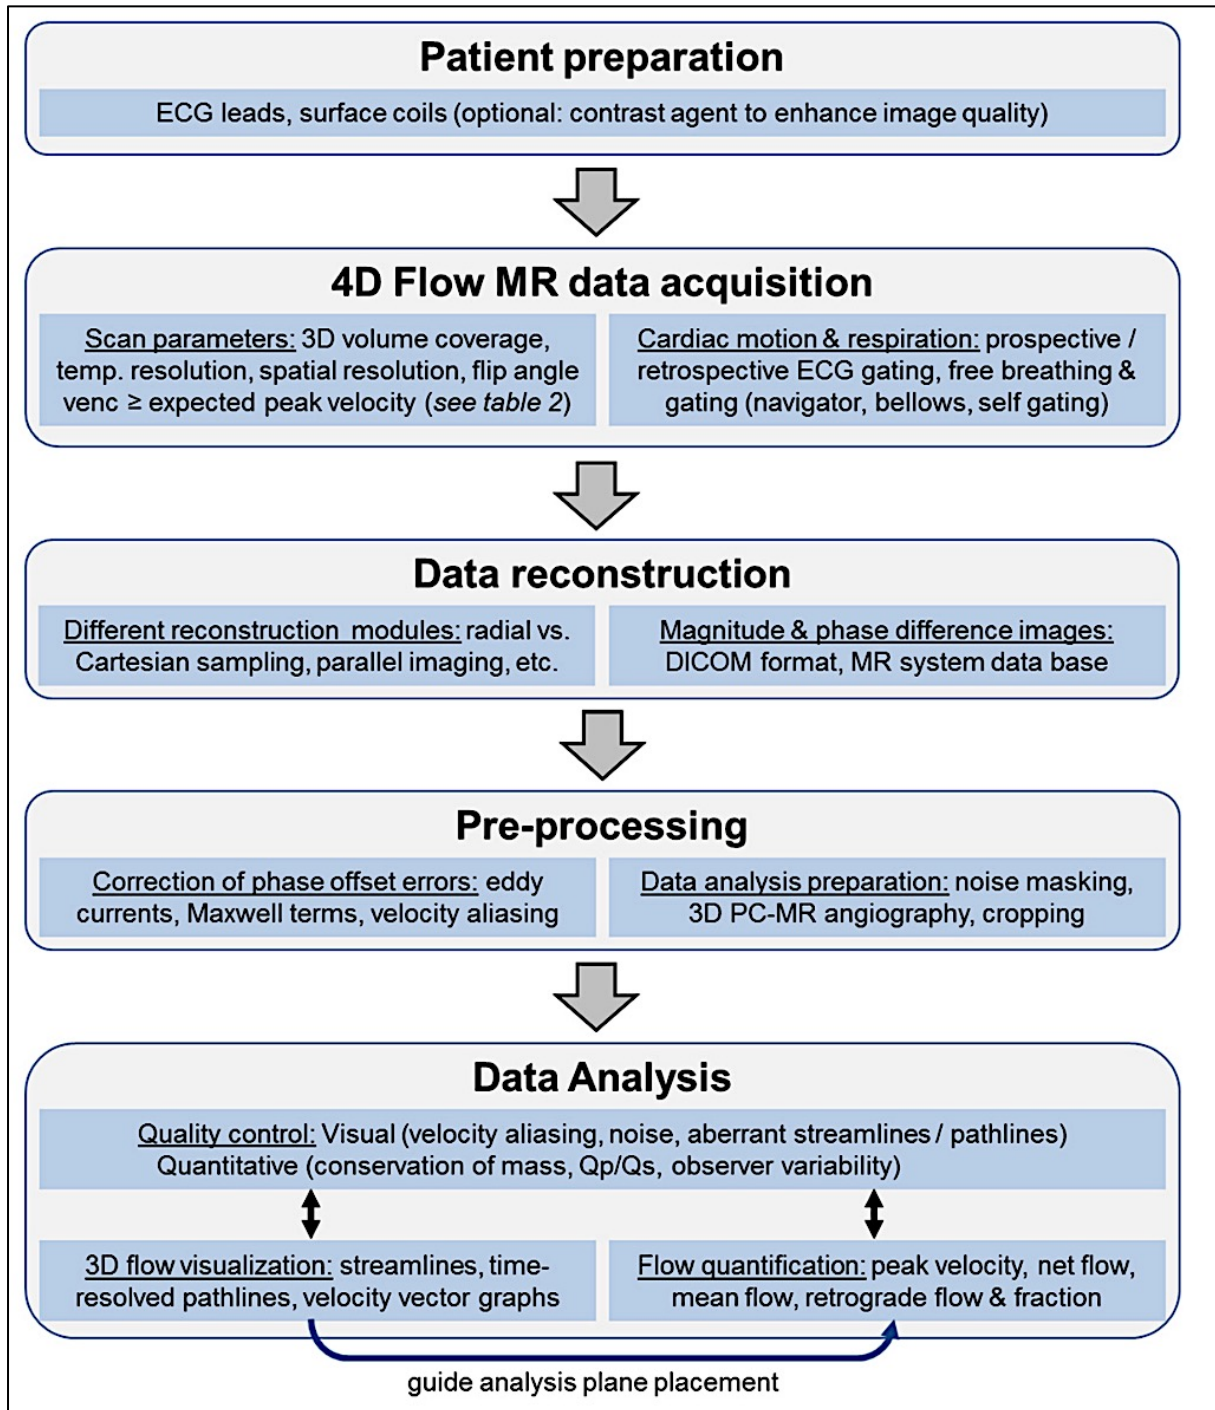 Patient preparation
ECG leads, surface coils (optional: contrast agent to enhance image quality)
4D Flow MR data acquisition
Scan parameters: 3D volume coverage,
temp. resolution, spatial resolution, flip angle
venc ≥ expected peak velocity (see table 2)
Cardiac motion & respiration: prospective /
retrospective ECG gating, free breathing &
gating (navigator, bellows, self gating)
Data reconstruction
Different reconstruction modules: radial vs.
Cartesian sampling, parallel imaging, etc.
Magnitude & phase difference images:
DICOM format, MR system data base
Pre-processing
Correction of phase offset errors: eddy
currents, Maxwell terms, velocity aliasing
Data analysis preparation: noise masking,
3D PC-MR angiography, cropping
Data Analysis
Quality control: Visual (velocity aliasing, noise, aberrant streamlines / pathlines)
Quantitative (conservation of mass, Qp/Qs, observer variability)
3D flow visualization: streamlines, time-
resolved pathlines, velocity vector graphs
Flow quantification: peak velocity, net flow,
mean flow, retrograde flow & fraction
guide analysis plane placement